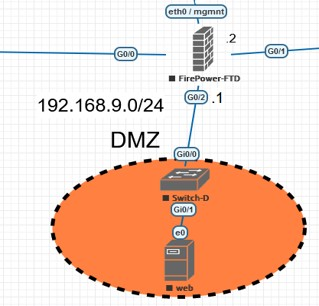 eth0 / mgmnt
.2
G0/0
G0/1
FirePower-FTD
G0/2
.1
192.168.9.0/24
DMZ
Gi0/0
Switch-D
Gi0/1
e0
web